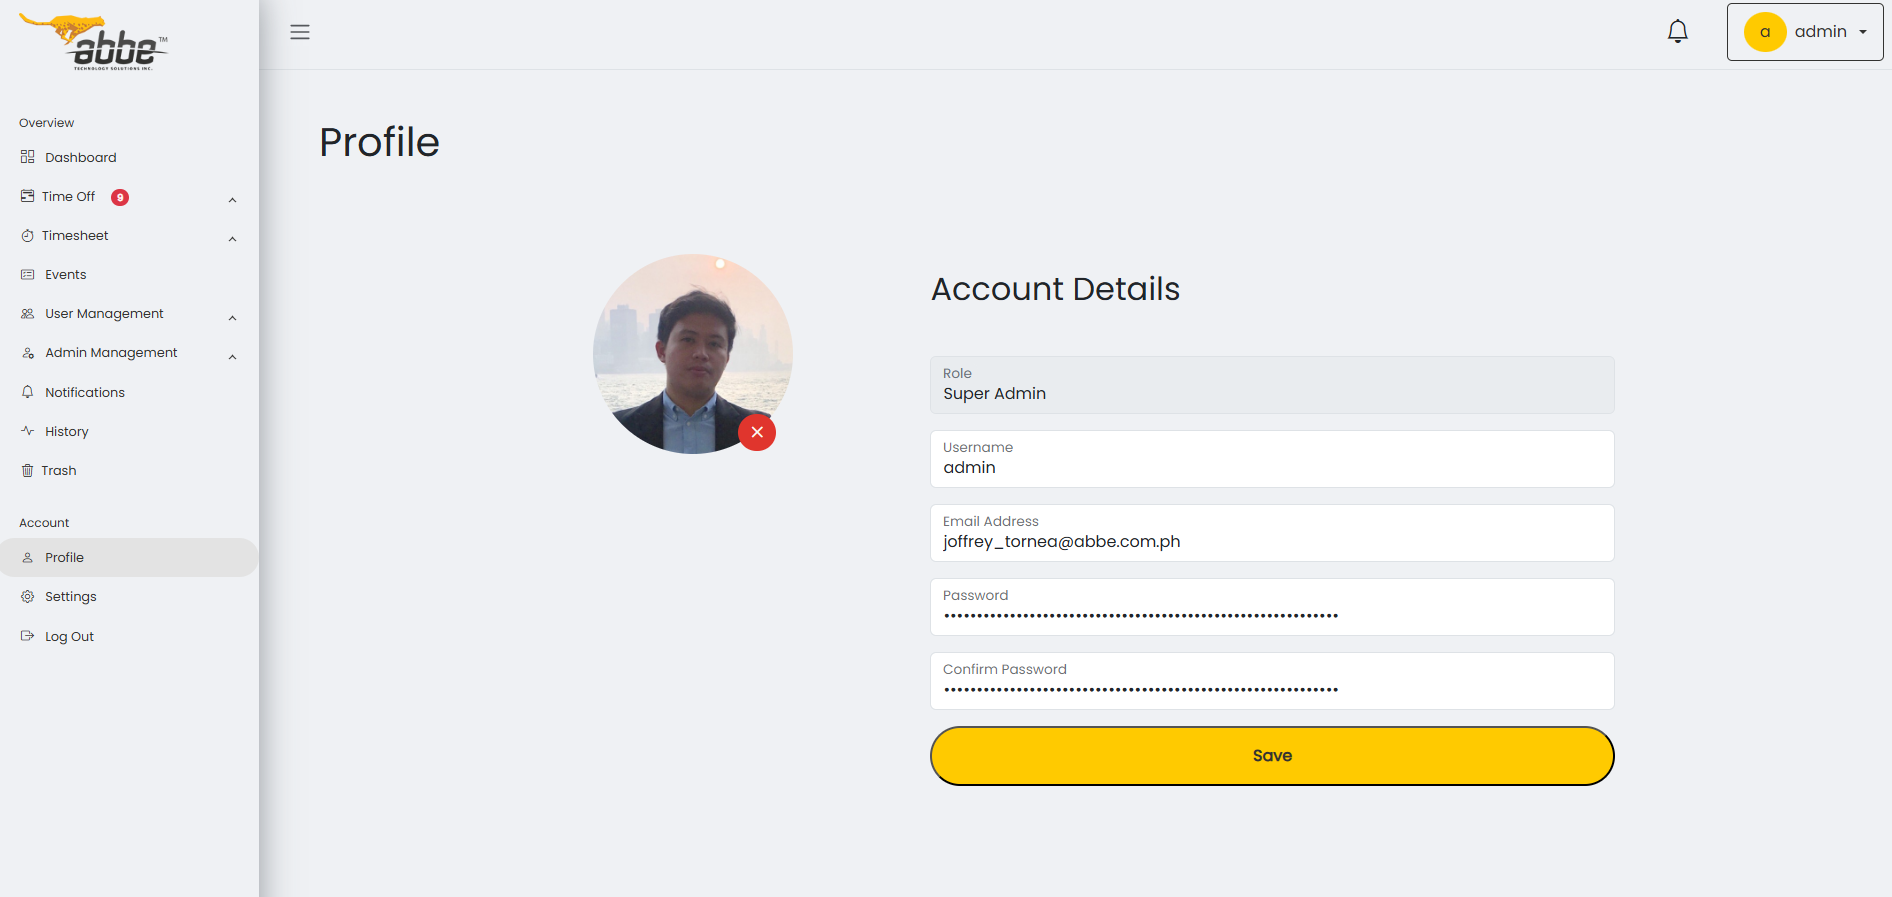 abbe™
TECHNOLOGY SOLUTIONS INC.
a admin
Overview
Dashboard
Time Off 9
Timesheet
Events
User Management
Admin Management
Notifications
History
Trash
Account
Profile
Settings
Log Out
Profile
Account Details
Role
Super Admin
Username
admin
Email Address
joffrey_tornea@abbe.com.ph
Password
••••••••••••••••••••••••••••••••••••••••••••••••••••••••••••
Confirm Password
••••••••••••••••••••••••••••••••••••••••••••••••••••••••••••
Save